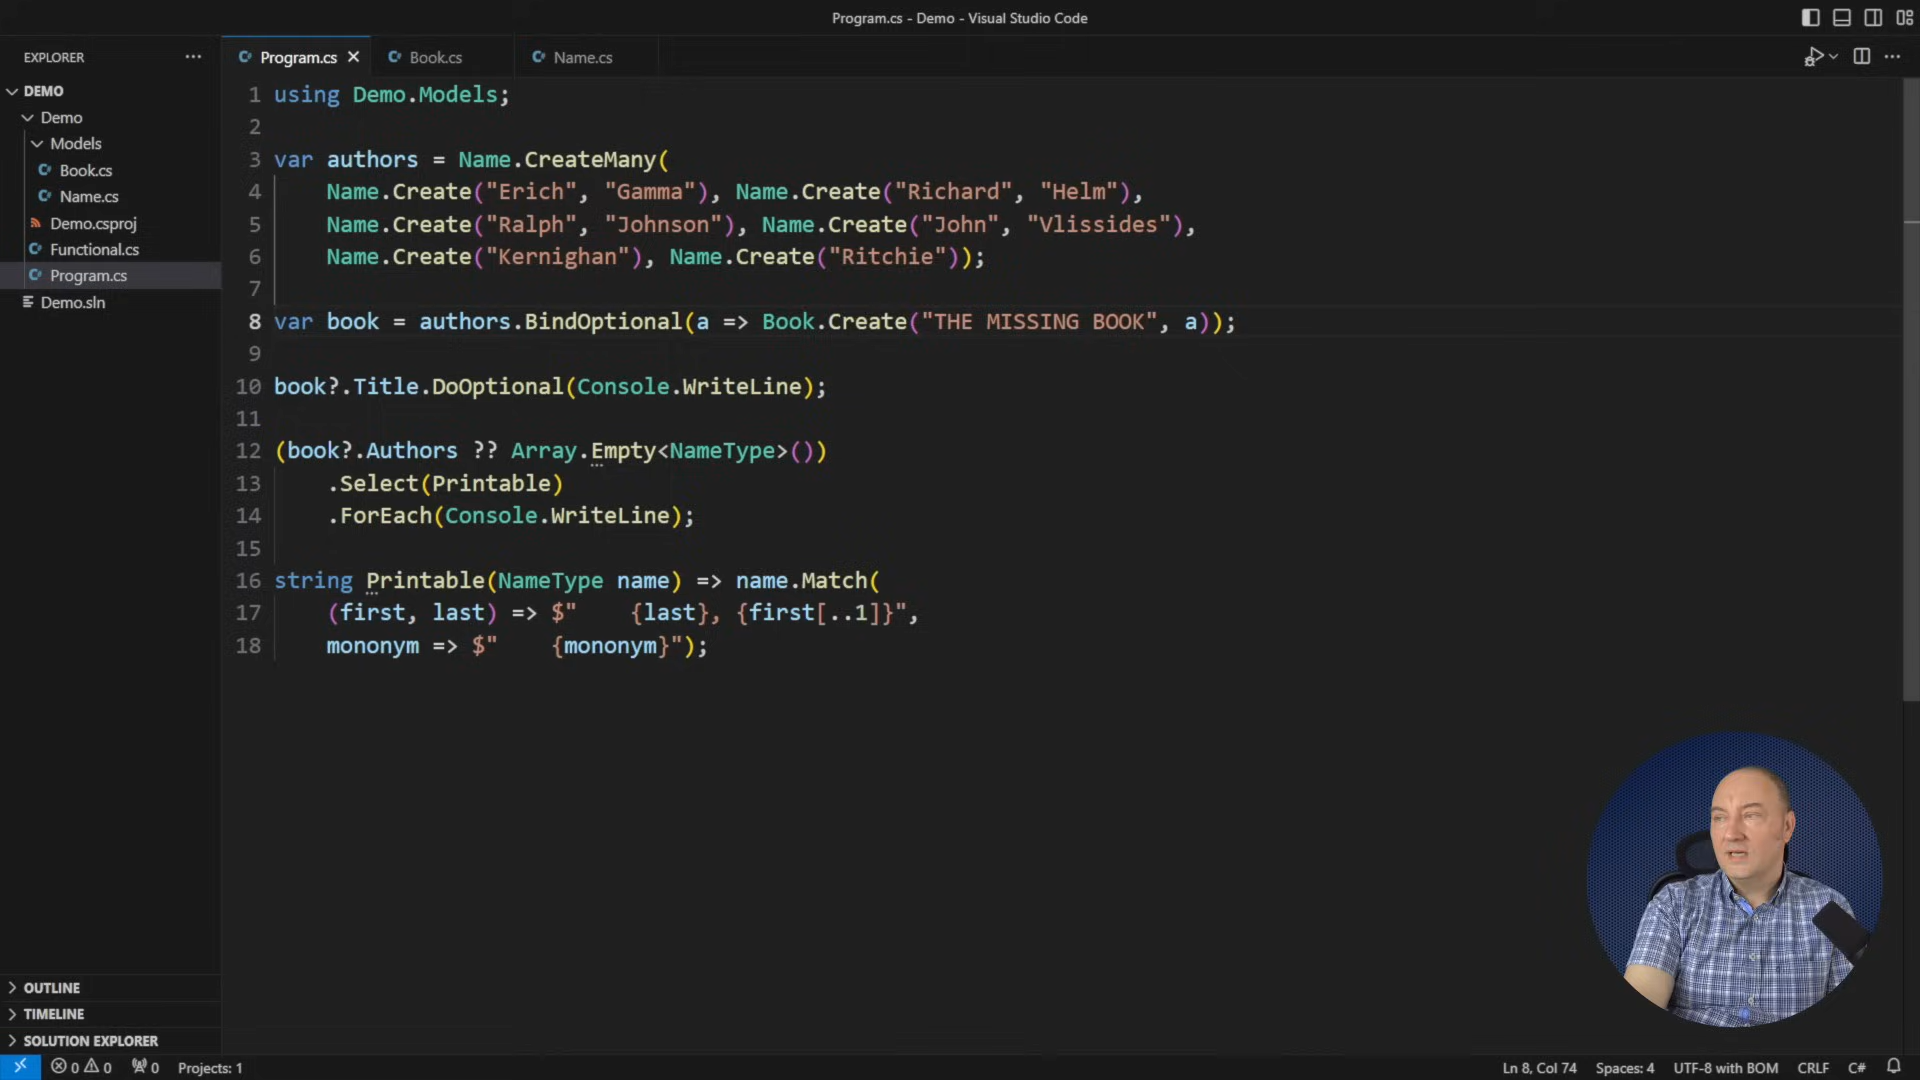 Program.cs - Demo - Visual Studio Code
EXPLORER
Program.cs
Book.cs
Name.cs
DEMO
Demo
Models
Book.cs
Name.cs
Demo.csproj
Functional.cs
Program.cs
Demo.sln
1 using Demo.Models;
2
3 var authors = Name.CreateMany(
4 Name.Create("Erich", "Gamma"), Name.Create("Richard", "Helm"),
5 Name.Create("Ralph", "Johnson"), Name.Create("John", "Vlissides"),
6 Name.Create("Kernighan"), Name.Create("Ritchie"));
7
8 var book = authors.BindOptional(a => Book.Create("THE MISSING BOOK", a));
9
10 book?.Title.DoOptional(Console.WriteLine);
11
12 (book?.Authors ?? Array.Empty<NameType>())
13 .Select(Printable)
14 .ForEach(Console.WriteLine);
15
16 string Printable(NameType name) => name.Match(
17 (first, last) => $"    {last}, {first[..1]}",
18 mononym => $"    {mononym}");
OUTLINE
TIMELINE
SOLUTION EXPLORER
0 0 0 Projects: 1
Ln 8, Col 74 Spaces: 4 UTF-8 with BOM CRLF C#